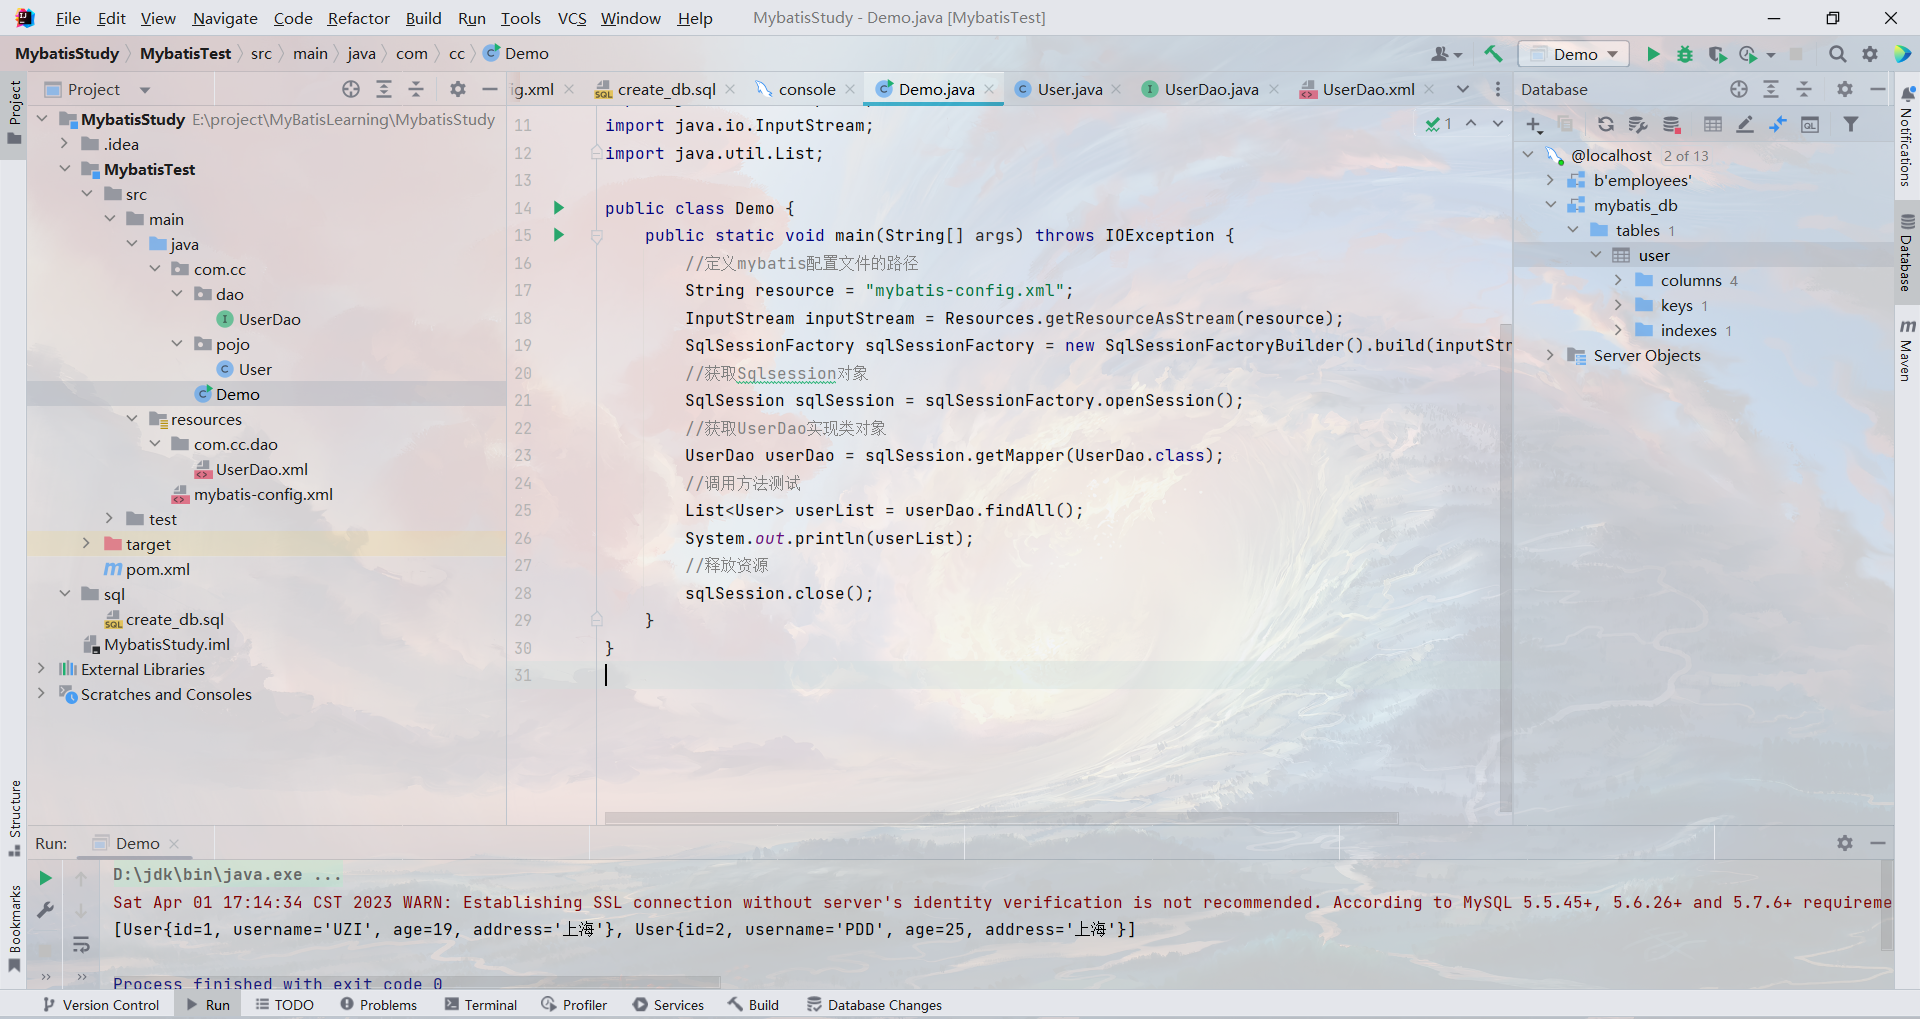 File Edit View Navigate Code Refactor Build Run Tools VCS Window Help MybatisStudy - Demo.java [MybatisTest]
MybatisStudy MybatisTest src main java com cc Demo
Demo
Project
ig.xml create_db.sql console Demo.java User.java UserDao.java UserDao.xml
Database
Project
Structure
Bookmarks
MybatisStudy E:\project\MyBatisLearning\MybatisStudy
.idea
MybatisTest
src
main
java
com.cc
dao
UserDao
pojo
User
Demo
resources
com.cc.dao
UserDao.xml
mybatis-config.xml
test
target
pom.xml
sql
create_db.sql
MybatisStudy.iml
External Libraries
Scratches and Consoles
1
11 import java.io.InputStream;
12 import java.util.List;
13
14 public class Demo {
15 public static void main(String[] args) throws IOException {
16 //定义mybatis配置文件的路径
17 String resource = "mybatis-config.xml";
18 InputStream inputStream = Resources.getResourceAsStream(resource);
19 SqlSessionFactory sqlSessionFactory = new SqlSessionFactoryBuilder().build(inputStr
20 //获取Sqlsession对象
21 SqlSession sqlSession = sqlSessionFactory.openSession();
22 //获取UserDao实现类对象
23 UserDao userDao = sqlSession.getMapper(UserDao.class);
24 //调用方法测试
25 List<User> userList = userDao.findAll();
26 System.out.println(userList);
27 //释放资源
28 sqlSession.close();
29 }
30 }
31
@localhost 2 of 13
b'employees'
mybatis_db
tables 1
user
columns 4
keys 1
indexes 1
Server Objects
Notifications
Database
Maven
Run: Demo
D:\jdk\bin\java.exe ...
Sat Apr 01 17:14:34 CST 2023 WARN: Establishing SSL connection without server's identity verification is not recommended. According to MySQL 5.5.45+, 5.6.26+ and 5.7.6+ requireme
[User{id=1, username='UZI', age=19, address='上海'}, User{id=2, username='PDD', age=25, address='上海'}]
Process finished with exit code 0
Version Control Run TODO Problems Terminal Profiler Services Build Database Changes